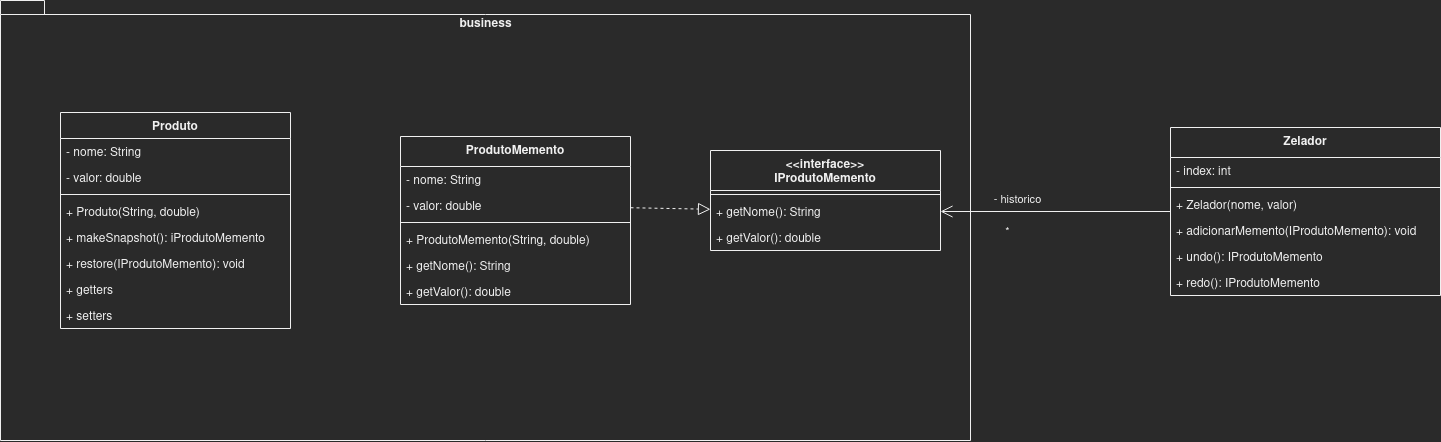 business
Produto
- nome: String
- valor: double
+ Produto(String, double)
+ makeSnapshot(): iProdutoMemento
+ restore(IProdutoMemento): void
+ getters
+ setters
ProdutoMemento
- nome: String
- valor: double
+ ProdutoMemento(String, double)
+ getNome(): String
+ getValor(): double
<<interface>>
IProdutoMemento
+ getNome(): String
+ getValor(): double
- historico
*
Zelador
- index: int
+ Zelador(nome, valor)
+ adicionarMemento(IProdutoMemento): void
+ undo(): IProdutoMemento
+ redo(): IProdutoMemento